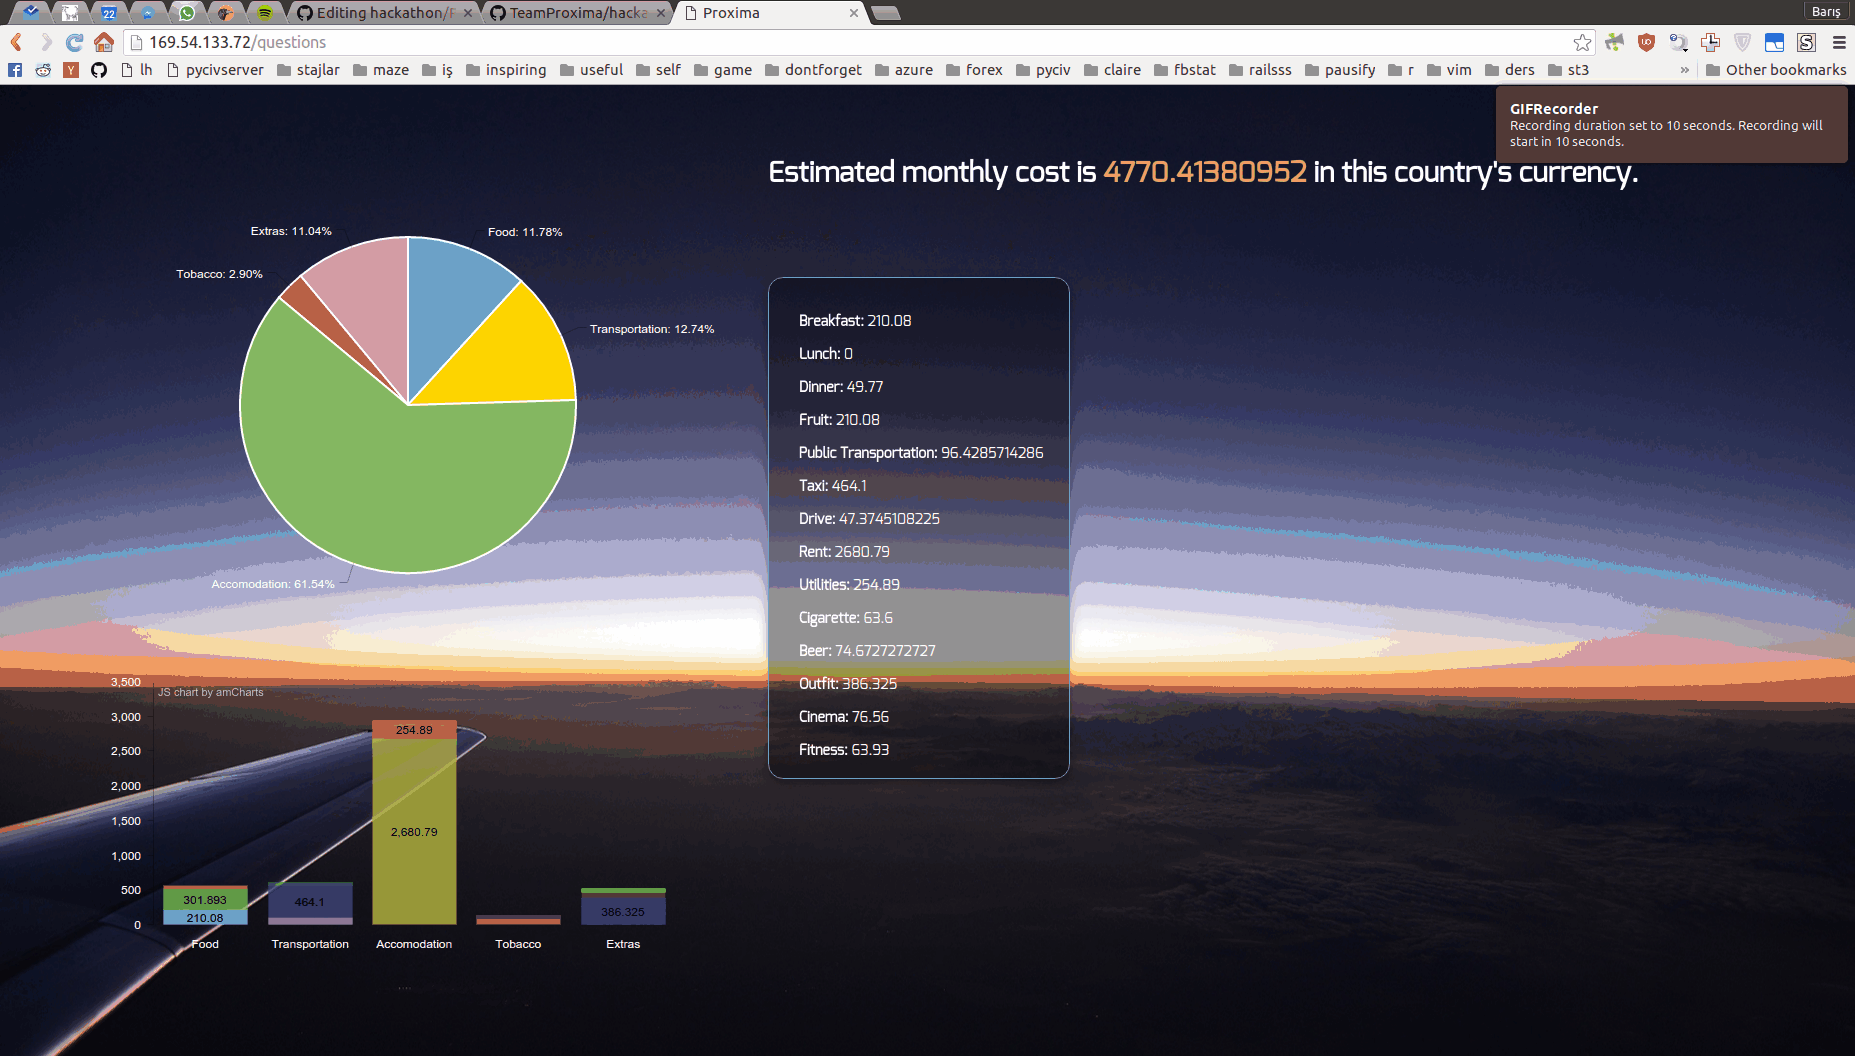 22
Editing hackathon/
TeamProxima/hacka
Proxima
Barış
169.54.133.72/questions
lh
pycivserver
stajlar
maze
iş
inspiring
useful
self
game
dontforget
azure
forex
pyciv
claire
fbstat
railsss
pausify
r
vim
ders
st3
»
Other bookmarks
GIFRecorder
Recording duration set to 10 seconds. Recording will
start in 10 seconds.
Estimated monthly cost is 4770.41380952 in this country's currency.
Extras: 11.04%
Food: 11.78%
Tobacco: 2.90%
Transportation: 12.74%
Accomodation: 61.54%
Breakfast: 210.08
Lunch: 0
Dinner: 49.77
Fruit: 210.08
Public Transportation: 96.4285714286
Taxi: 464.1
Drive: 47.3745108225
Rent: 2680.79
Utilities: 254.89
Cigarette: 63.6
Beer: 74.6727272727
Outfit: 386.325
Cinema: 76.56
Fitness: 63.93
JS chart by amCharts
3,500
3,000
2,500
2,000
1,500
1,000
500
0
301.893
210.08
464.1
254.89
2,680.79
386.325
Food
Transportation
Accomodation
Tobacco
Extras